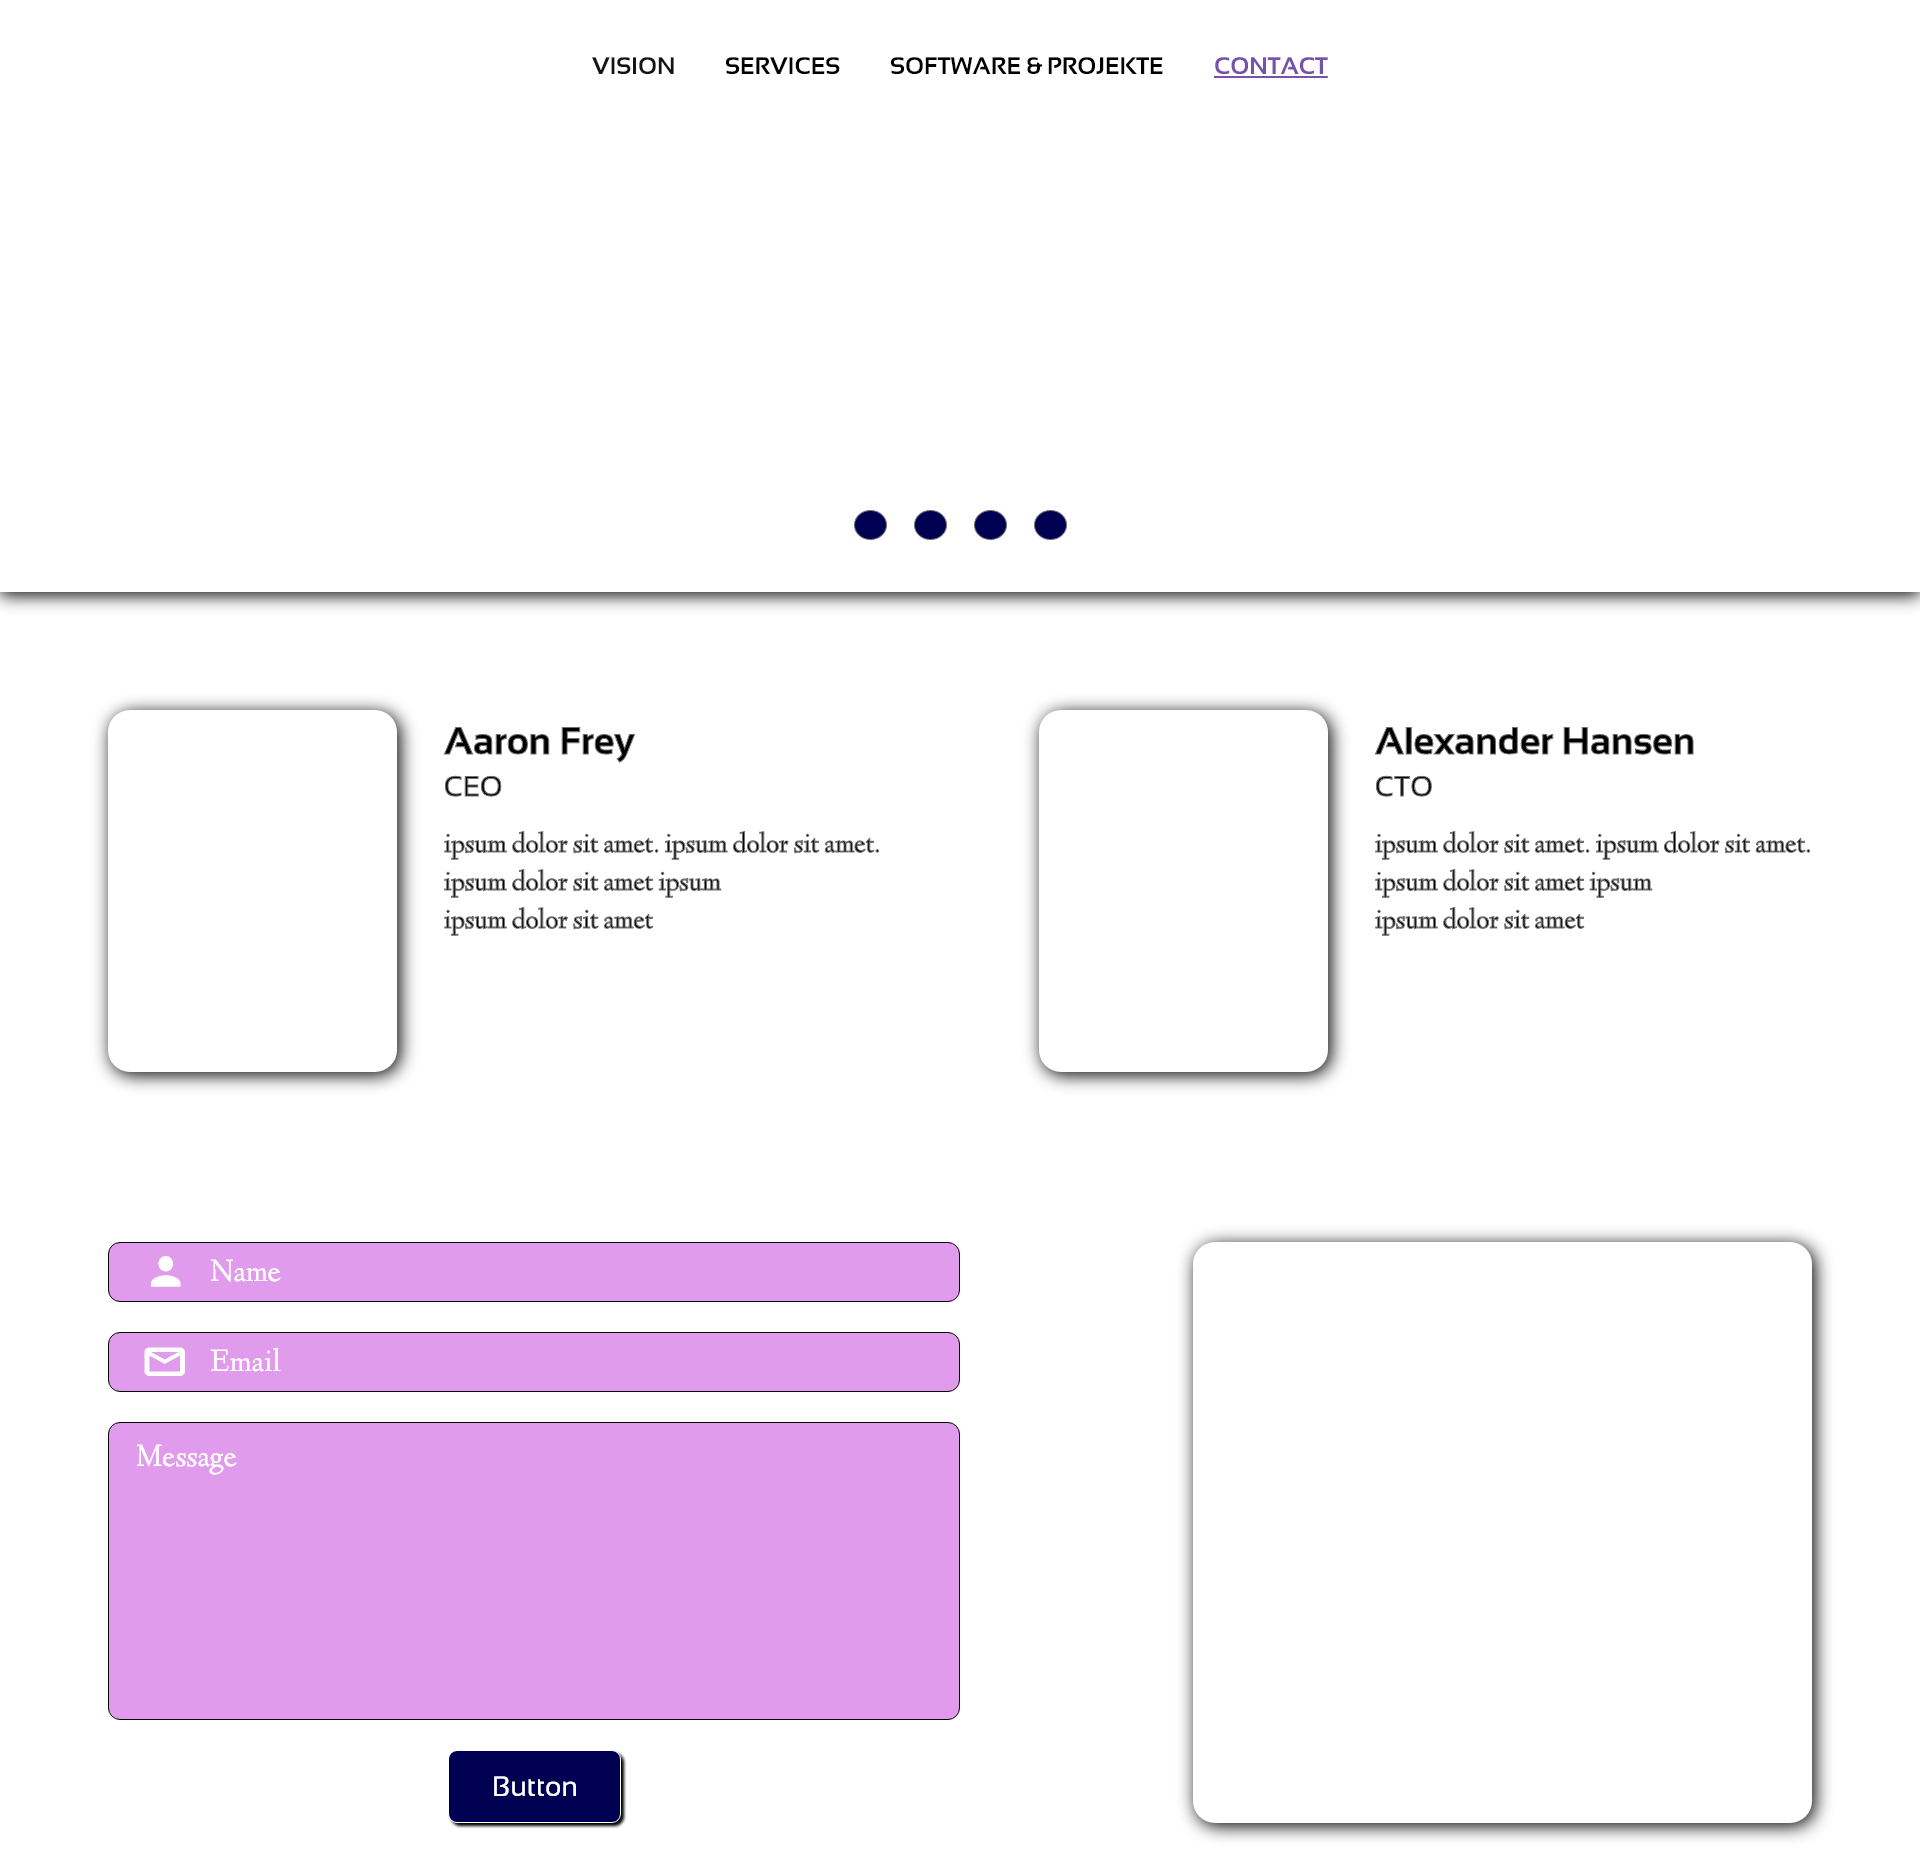 VISION SERVICES SOFTWARE & PROJEKTE CONTACT
Aaron Frey
CEO
ipsum dolor sit amet. ipsum dolor sit amet.
ipsum dolor sit amet ipsum
ipsum dolor sit amet
Alexander Hansen
CTO
ipsum dolor sit amet. ipsum dolor sit amet.
ipsum dolor sit amet ipsum
ipsum dolor sit amet
Name
Email
Message
Button